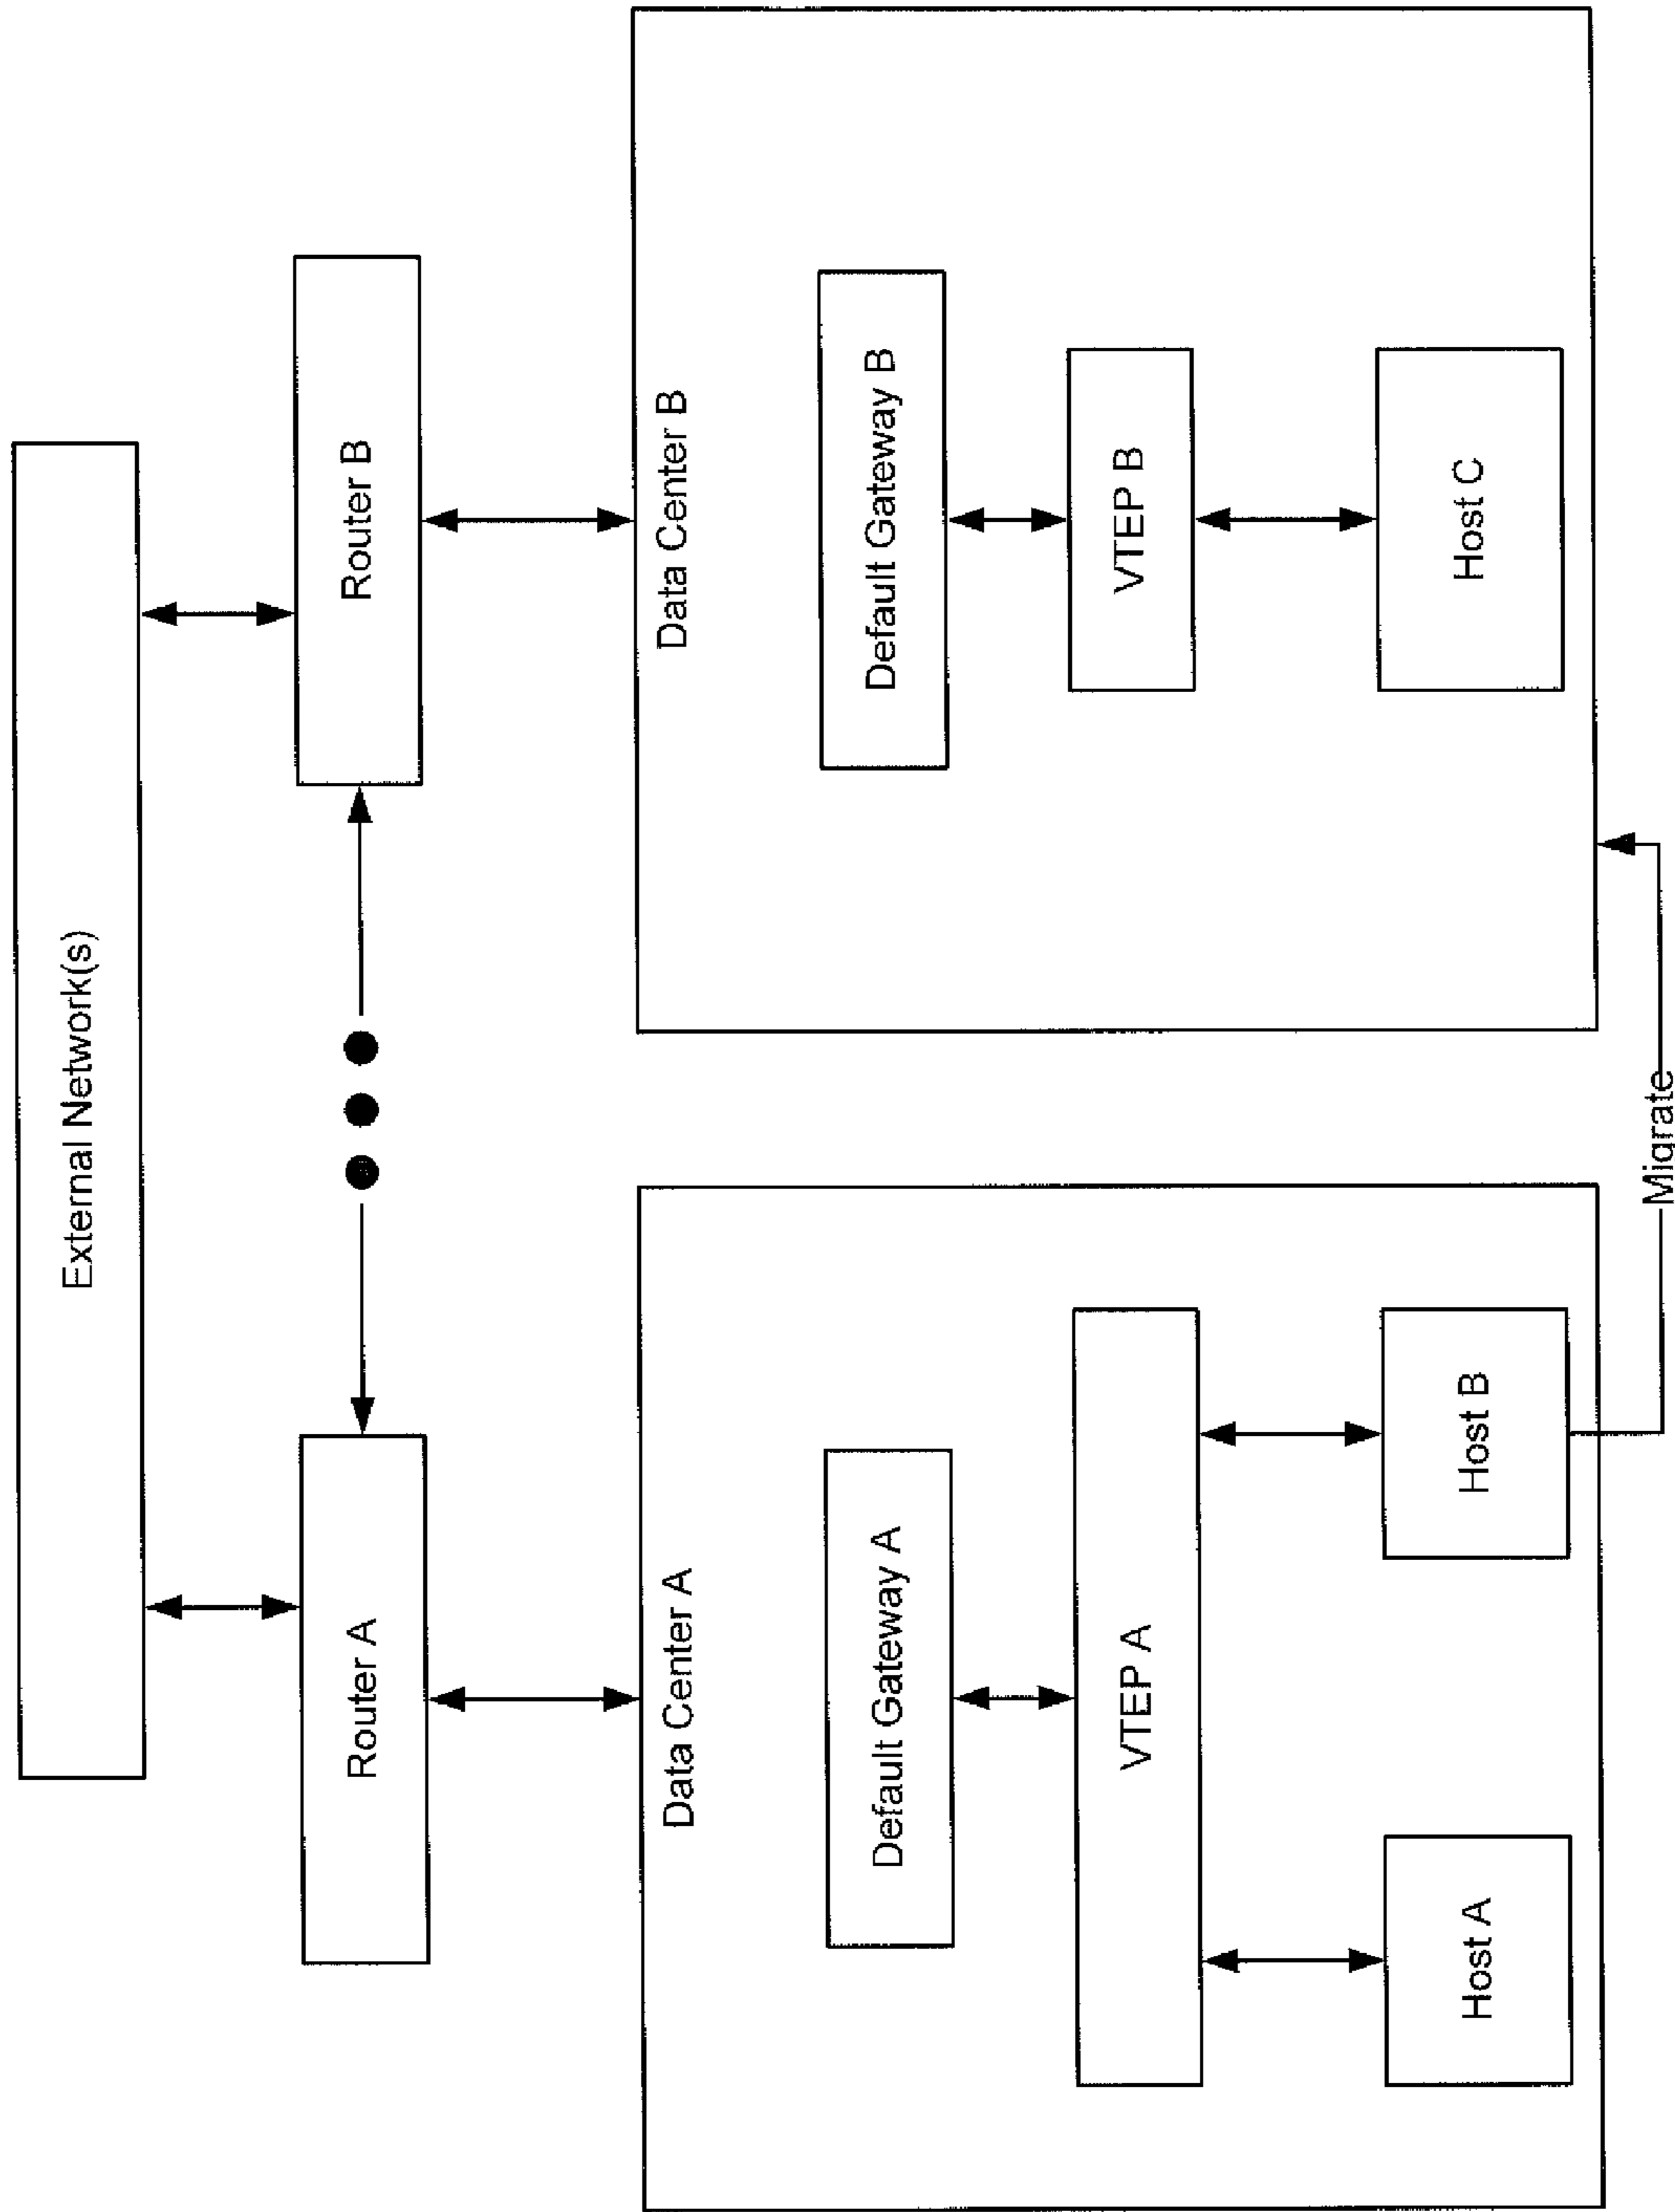 External Network(s)
Router A
Router B
Data Center A
Data Center B
Default Gateway A
Default Gateway B
VTEP A
VTEP B
Host A
Host B
Host C
Migrate